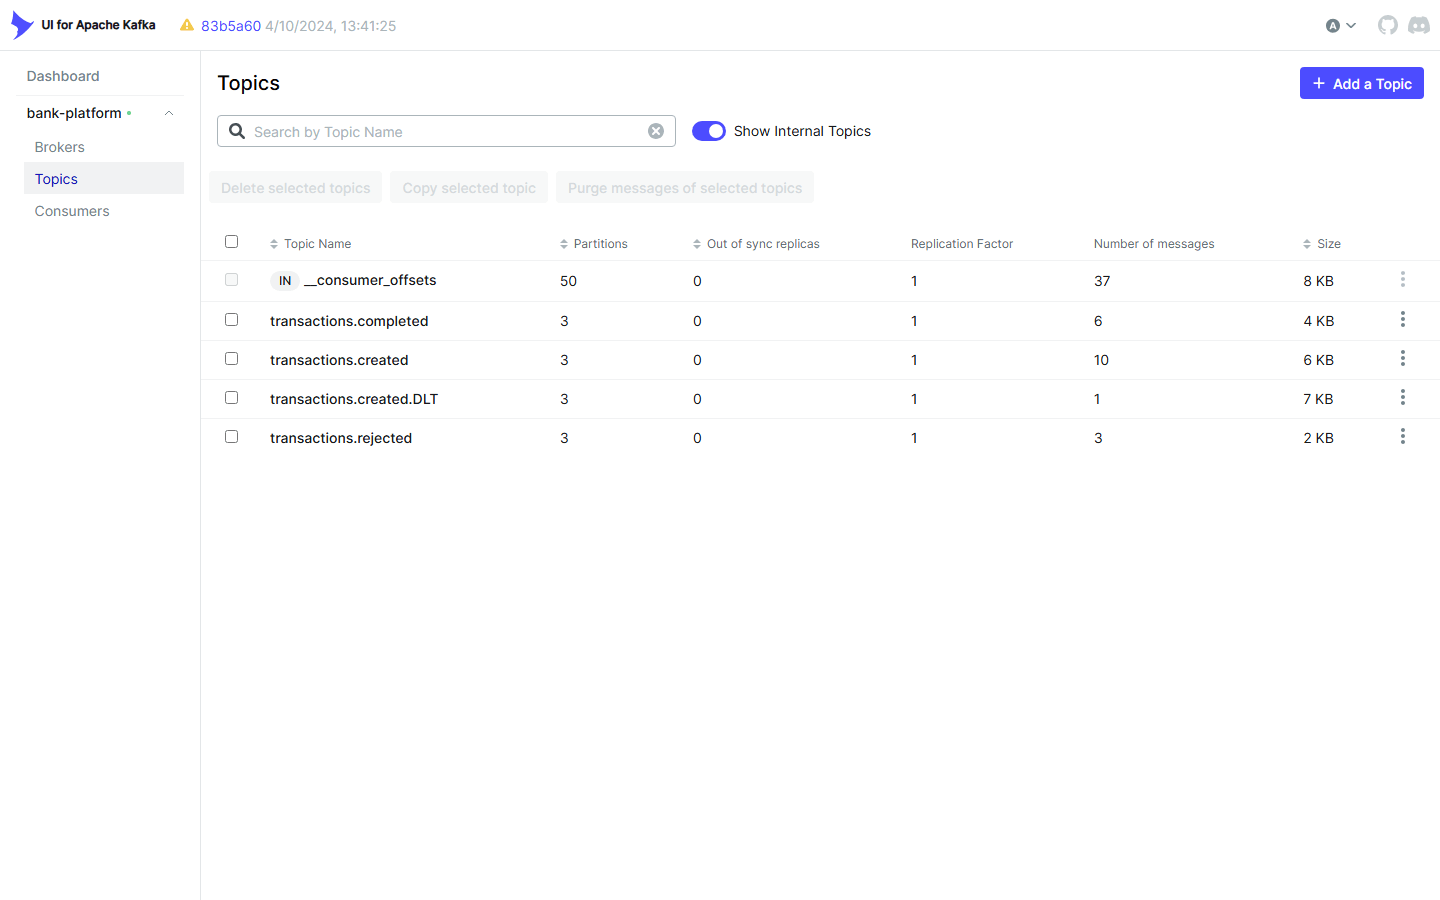 UI for Apache Kafka 83b5a60 4/10/2024, 13:41:25 A
Dashboard
bank-platform
Brokers
Topics
Consumers
Topics
Add a Topic
Search by Topic Name
Show Internal Topics
Delete selected topics Copy selected topic Purge messages of selected topics
Topic Name Partitions Out of sync replicas Replication Factor Number of messages Size
IN __consumer_offsets 50 0 1 37 8 KB
transactions.completed 3 0 1 6 4 KB
transactions.created 3 0 1 10 6 KB
transactions.created.DLT 3 0 1 1 7 KB
transactions.rejected 3 0 1 3 2 KB